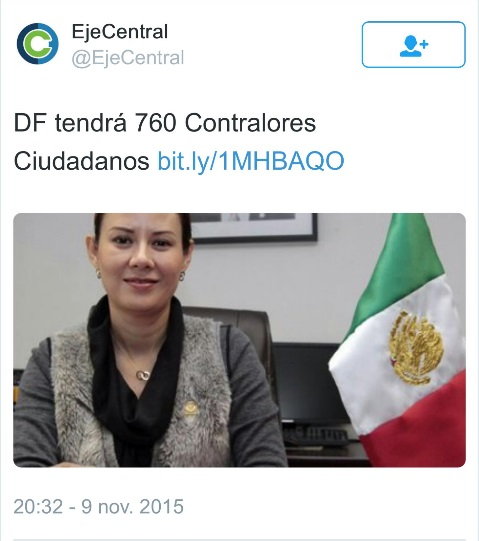 EjeCentral
@EjeCentral
DF tendrá 760 Contralores
Ciudadanos bit.ly/1MHBAQO
20:32 - 9 nov. 2015